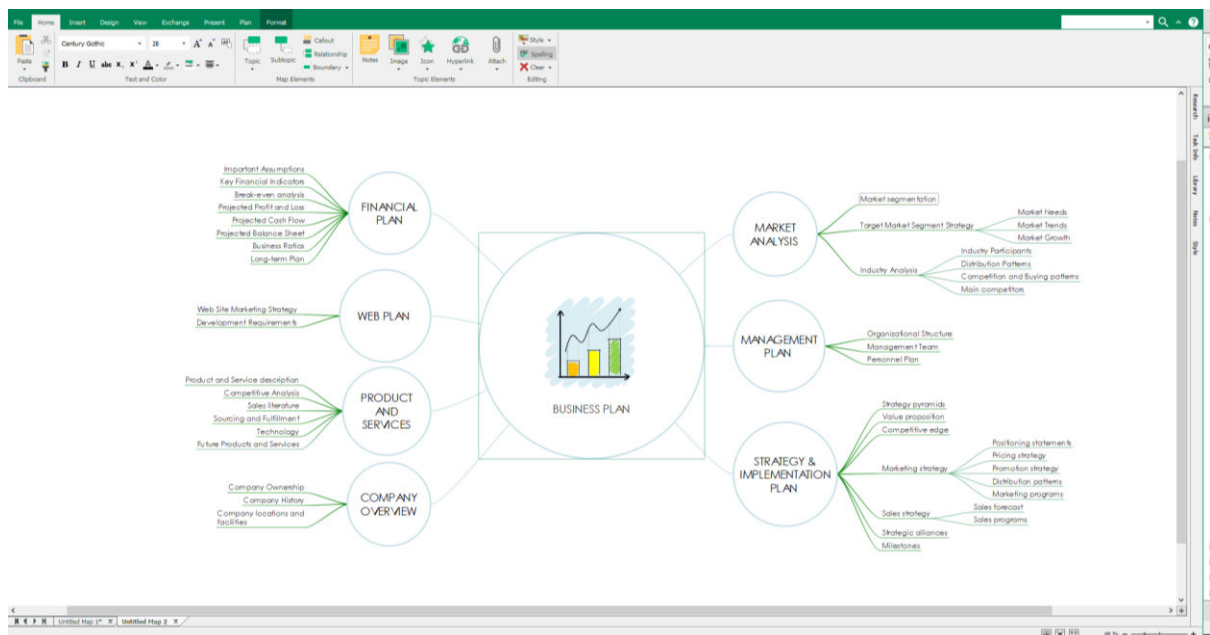 File Home Insert Design View Exchange Present Plan Format
Paste
Clipboard
Century Gothic 28
B I U abc
Text and Color
Topic Subtopic
Callout
Relationship
Boundary
Map Elements
Notes Image Icon Hyperlink Attach
Topic Elements
Style
Spelling
Clear
Editing
Research
Task Info
Library
Notes
Style
Important Assumptions
Key Financial Indicators
Break-even analysis
Projected Profit and Loss
Projected Cash Flow
Projected Balance Sheet
Business Ratios
Long-term Plan
FINANCIAL
PLAN
Web Site Marketing Strategy
Development Requirements
WEB PLAN
Product and Service description
Competitive Analysis
Sales literature
Sourcing and Fulfillment
Technology
Future Products and Services
PRODUCT
AND
SERVICES
Company Ownership
Company History
Company locations and
facilities
COMPANY
OVERVIEW
BUSINESS PLAN
MARKET
ANALYSIS
Market segmentation
Target Market Segment Strategy
Market Needs
Market Trends
Market Growth
Industry Analysis
Industry Participants
Distribution Patterns
Competition and Buying patterns
Main competitors
MANAGEMENT
PLAN
Organizational Structure
Management Team
Personnel Plan
STRATEGY &
IMPLEMENTATION
PLAN
Strategy pyramids
Value proposition
Competitive edge
Marketing strategy
Positioning statements
Pricing strategy
Promotion strategy
Distribution patterns
Marketing programs
Sales strategy
Sales forecast
Sales programs
Strategic alliances
Milestones
Untitled Map 1* Untitled Map 2